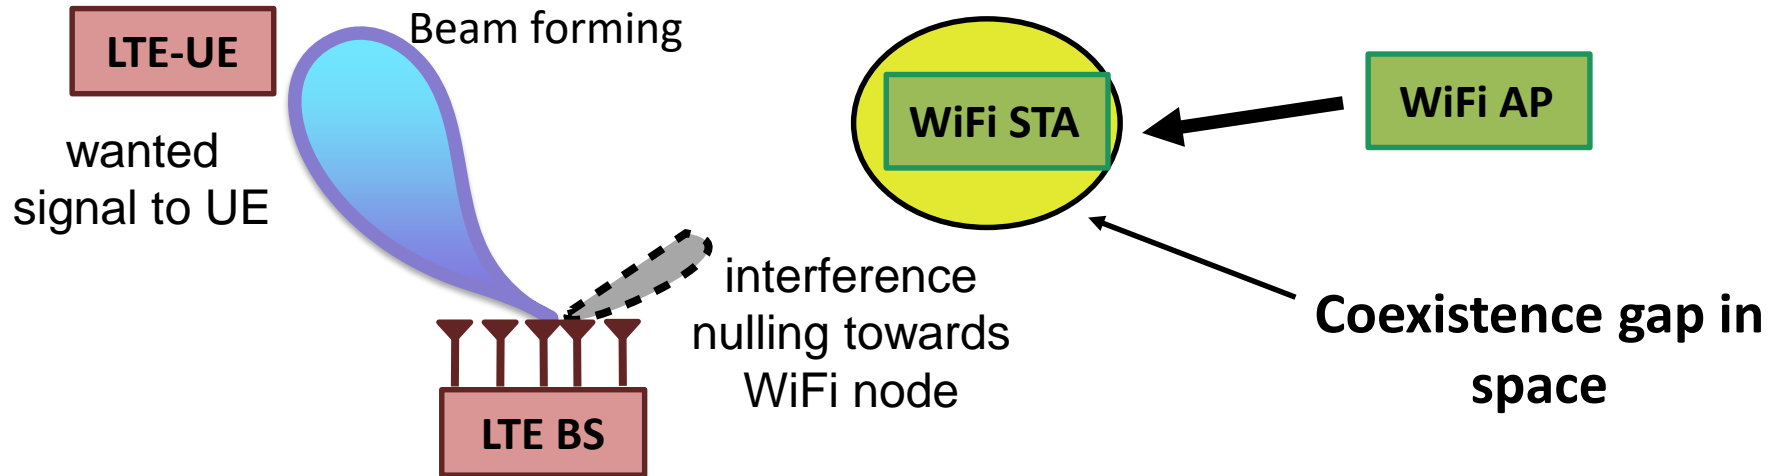 LTE-UE
Beam forming
wanted
signal to UE
WiFi STA
WiFi AP
interference
nulling towards
WiFi node
Coexistence gap in
space
LTE BS